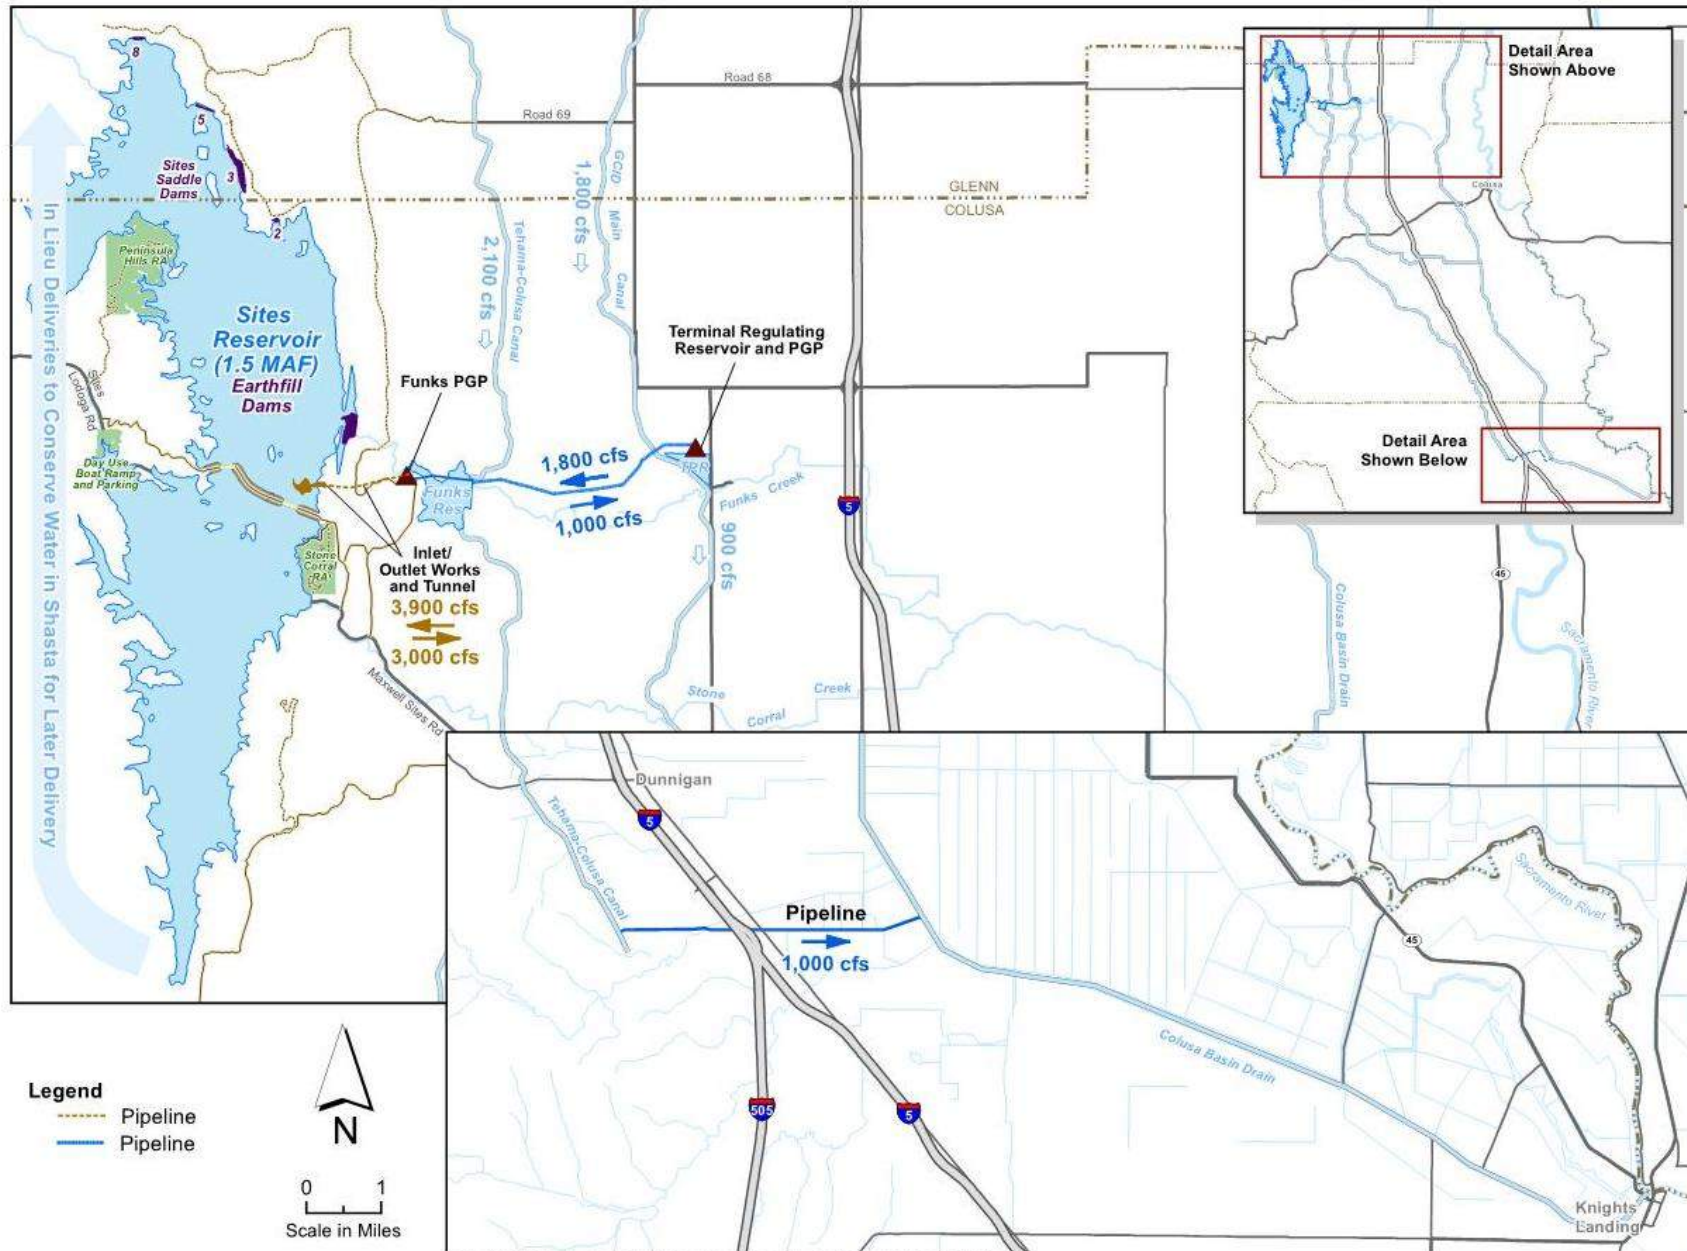 8
5
Sites
Saddle
Dams
3
2
Peninsula
Hills RA
Sites
Reservoir
(1.5 MAF)
Earthfill
Dams
Sites
Lodoga Rd
Day Use
Boat Ramp
and Parking
In Lieu Deliveries to Conserve Water in Shasta for Later Delivery
Road 68
Road 69
GCID Main Canal
1,800 cfs
2,100 cfs
Tehama-Colusa Canal
GLENN
COLUSA
Terminal Regulating
Reservoir and PGP
Funks PGP
1,800 cfs
1,000 cfs
TRR
Funks Creek
Funks
Res
900 cfs
5
Inlet/
Outlet Works
and Tunnel
3,900 cfs
3,000 cfs
Stone
Corral
RA
Maxwell Sites Rd
Stone
Corral
Creek
Colusa Basin Drain
45
Sacramento River
Detail Area
Shown Above
Colusa
Detail Area
Shown Below
Dunnigan
5
Tehama-Colusa Canal
Pipeline
1,000 cfs
505
5
Colusa Basin Drain
45
Sacramento River
Knights
Landing
Legend
Pipeline
Pipeline
N
0 1
Scale in Miles